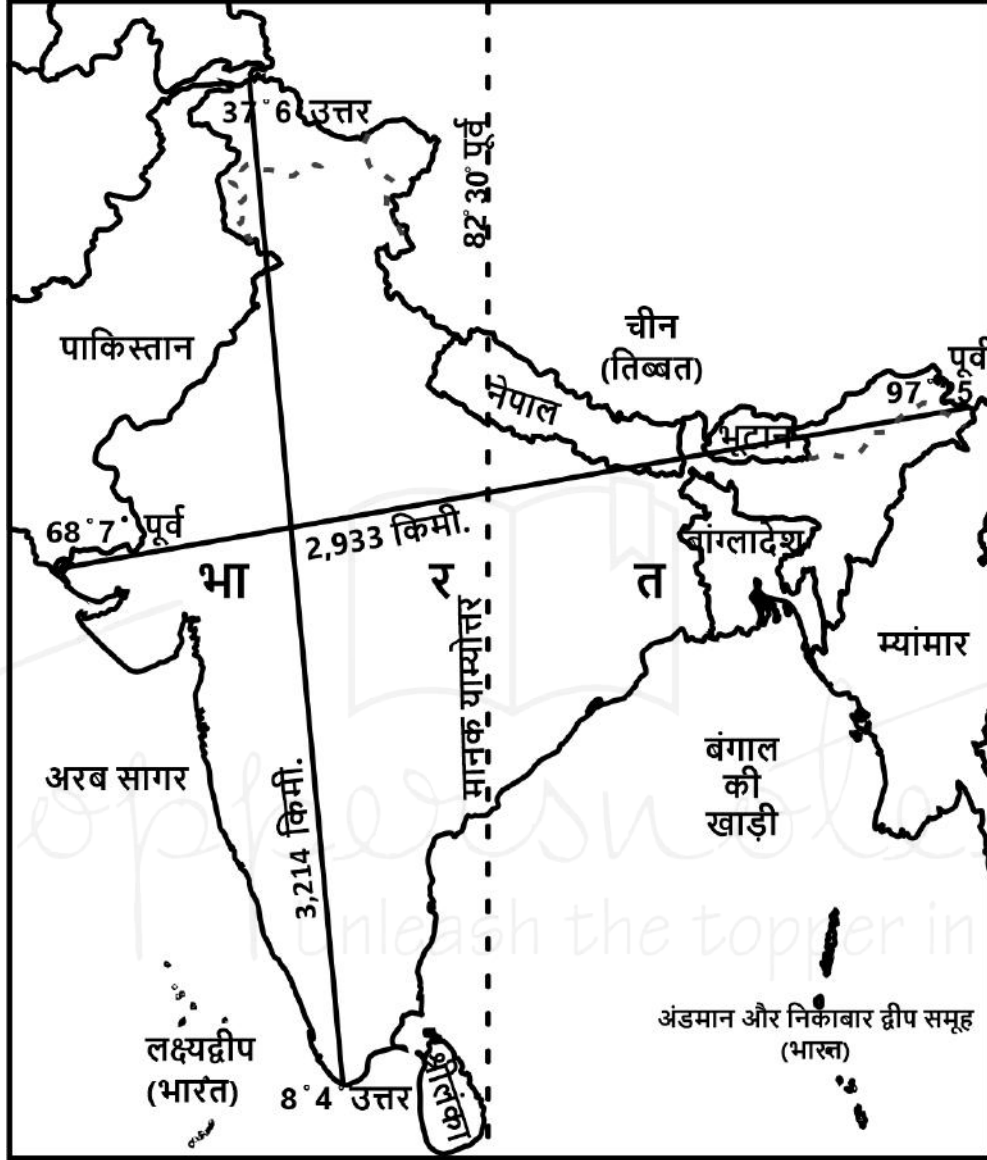 37°6 उत्तर
82°30' पूर्व
पाकिस्तान
चीन
(तिब्बत)
नेपाल
पूर्व
97°25
भूटान
68°7' पूर्व
2,933 किमी.
बांग्लादेश
भा र त
म्यांमार
मानक याम्योत्तर
अरब सागर
बंगाल
की
खाड़ी
3,214 किमी.
toppersnotes
Unleash the topper in
अंडमान और निकाबार द्वीप समूह
(भारत)
लक्ष्यद्वीप
(भारत)
8°4' उत्तर
श्रीलंका